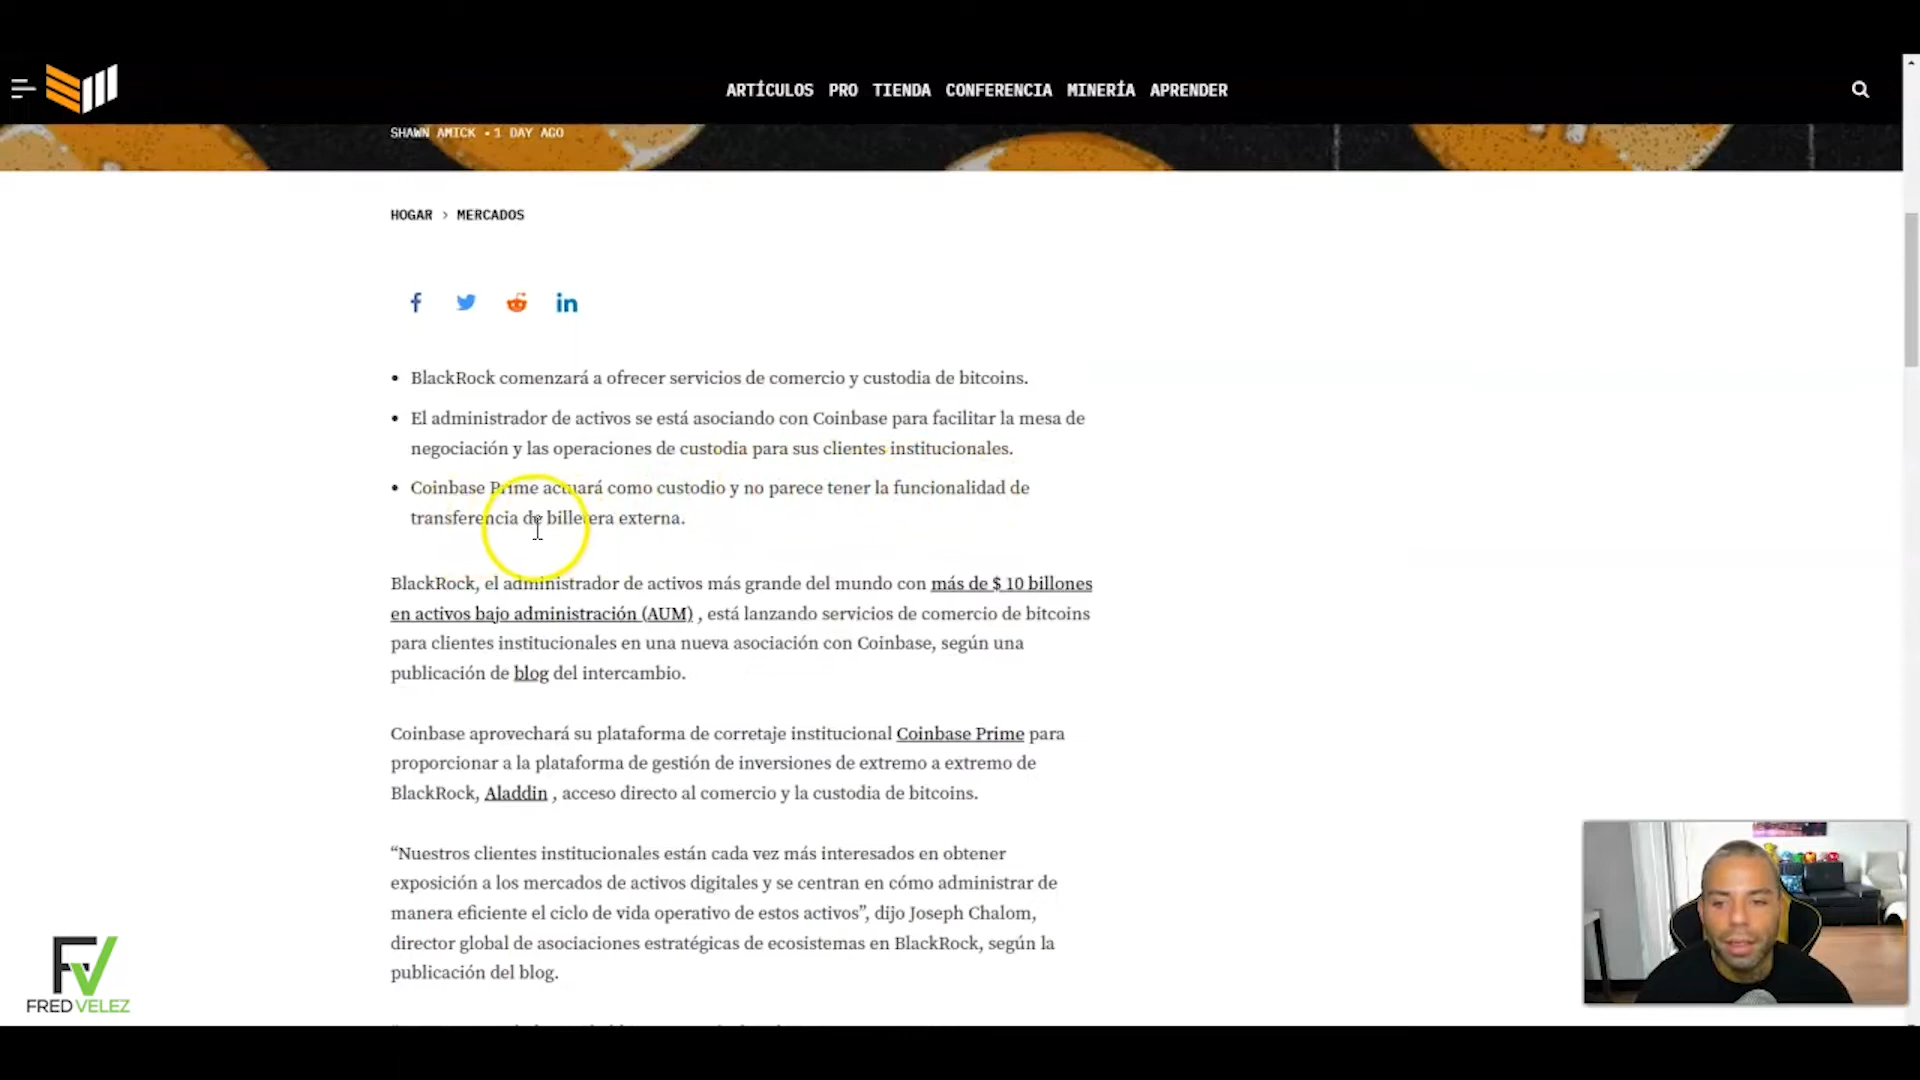 ARTÍCULOS PRO TIENDA CONFERENCIA MINERÍA APRENDER
SHAWN AMICK • 1 DAY AGO
HOGAR > MERCADOS
• BlackRock comenzará a ofrecer servicios de comercio y custodia de bitcoins.
• El administrador de activos se está asociando con Coinbase para facilitar la mesa de
negociación y las operaciones de custodia para sus clientes institucionales.
• Coinbase Prime actuará como custodio y no parece tener la funcionalidad de
transferencia de billetera externa.
BlackRock, el administrador de activos más grande del mundo con más de $ 10 billones
en activos bajo administración (AUM) , está lanzando servicios de comercio de bitcoins
para clientes institucionales en una nueva asociación con Coinbase, según una
publicación de blog del intercambio.
Coinbase aprovechará su plataforma de corretaje institucional Coinbase Prime para
proporcionar a la plataforma de gestión de inversiones de extremo a extremo de
BlackRock, Aladdin , acceso directo al comercio y la custodia de bitcoins.
“Nuestros clientes institucionales están cada vez más interesados en obtener
exposición a los mercados de activos digitales y se centran en cómo administrar de
manera eficiente el ciclo de vida operativo de estos activos”, dijo Joseph Chalom,
director global de asociaciones estratégicas de ecosistemas en BlackRock, según la
publicación del blog.
FV
FRED VELEZ